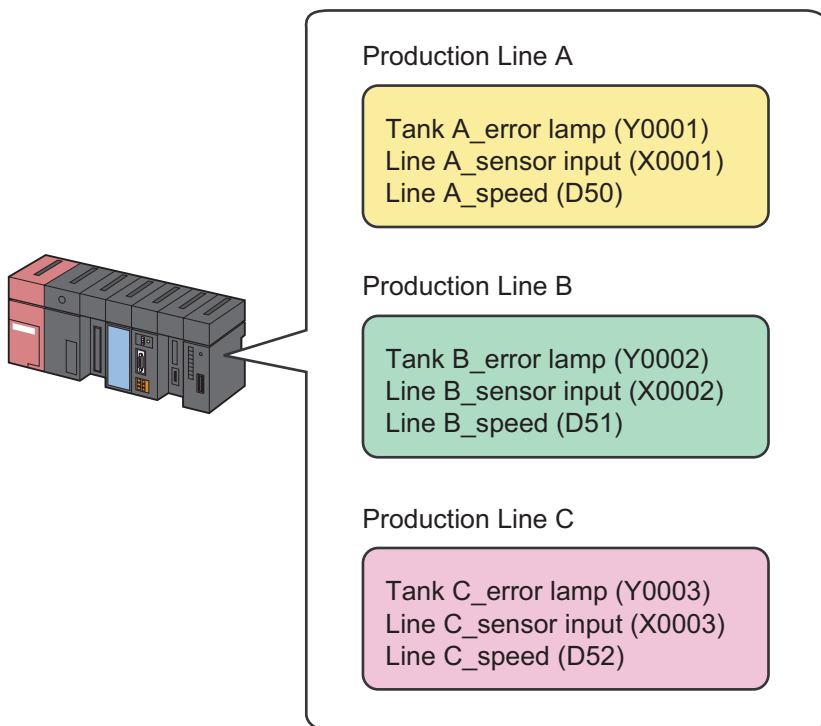 Production Line A
Tank A_error lamp (Y0001)
Line A_sensor input (X0001)
Line A_speed (D50)
Production Line B
Tank B_error lamp (Y0002)
Line B_sensor input (X0002)
Line B_speed (D51)
Production Line C
Tank C_error lamp (Y0003)
Line C_sensor input (X0003)
Line C_speed (D52)